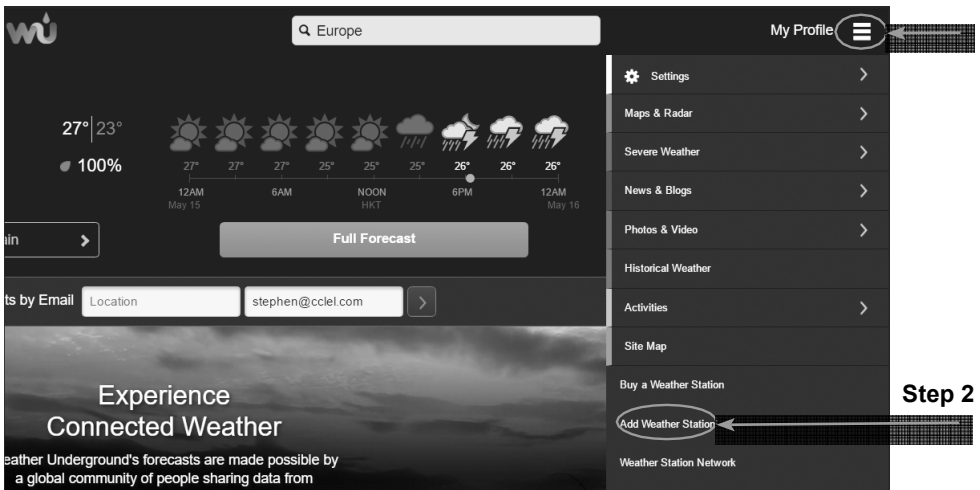 wu
Europe
My Profile
27° 23°
100%
27° 27° 27° 25° 25° 25° 26° 26° 26°
12AM 6AM NOON 6PM 12AM
May 15 HKT May 16
ain
Full Forecast
ts by Email Location stephen@cclel.com
Experience
Connected Weather
eather Underground's forecasts are made possible by
a global community of people sharing data from
Settings
Maps & Radar
Severe Weather
News & Blogs
Photos & Video
Historical Weather
Activities
Site Map
Buy a Weather Station
Add Weather Station
Weather Station Network
Step 2